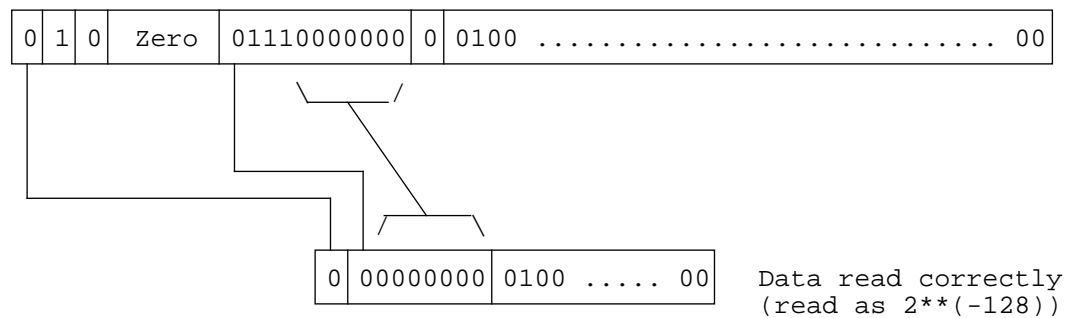 0 1 0 Zero 01110000000 0 0100 ............................. 00
0 00000000 0100 ..... 00
Data read correctly
(read as 2**(-128))